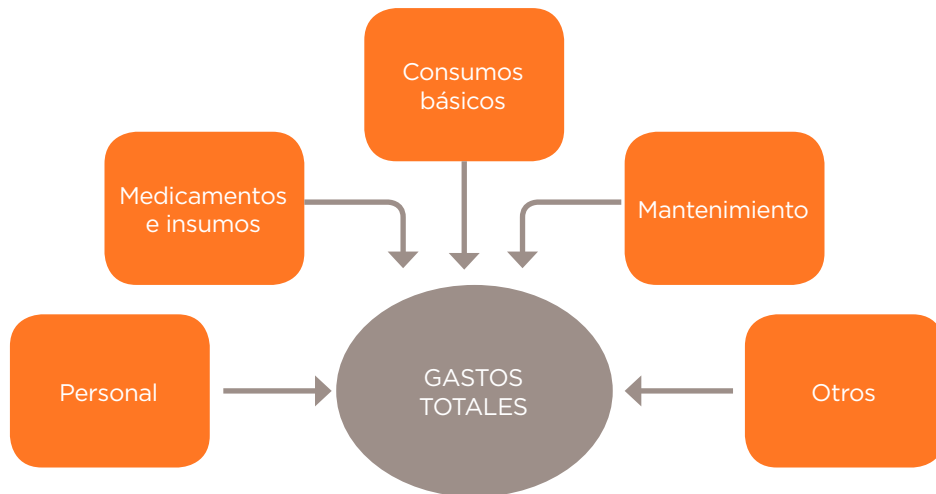 Consumos
básicos
Medicamentos
e insumos
Mantenimiento
Personal
GASTOS
TOTALES
Otros